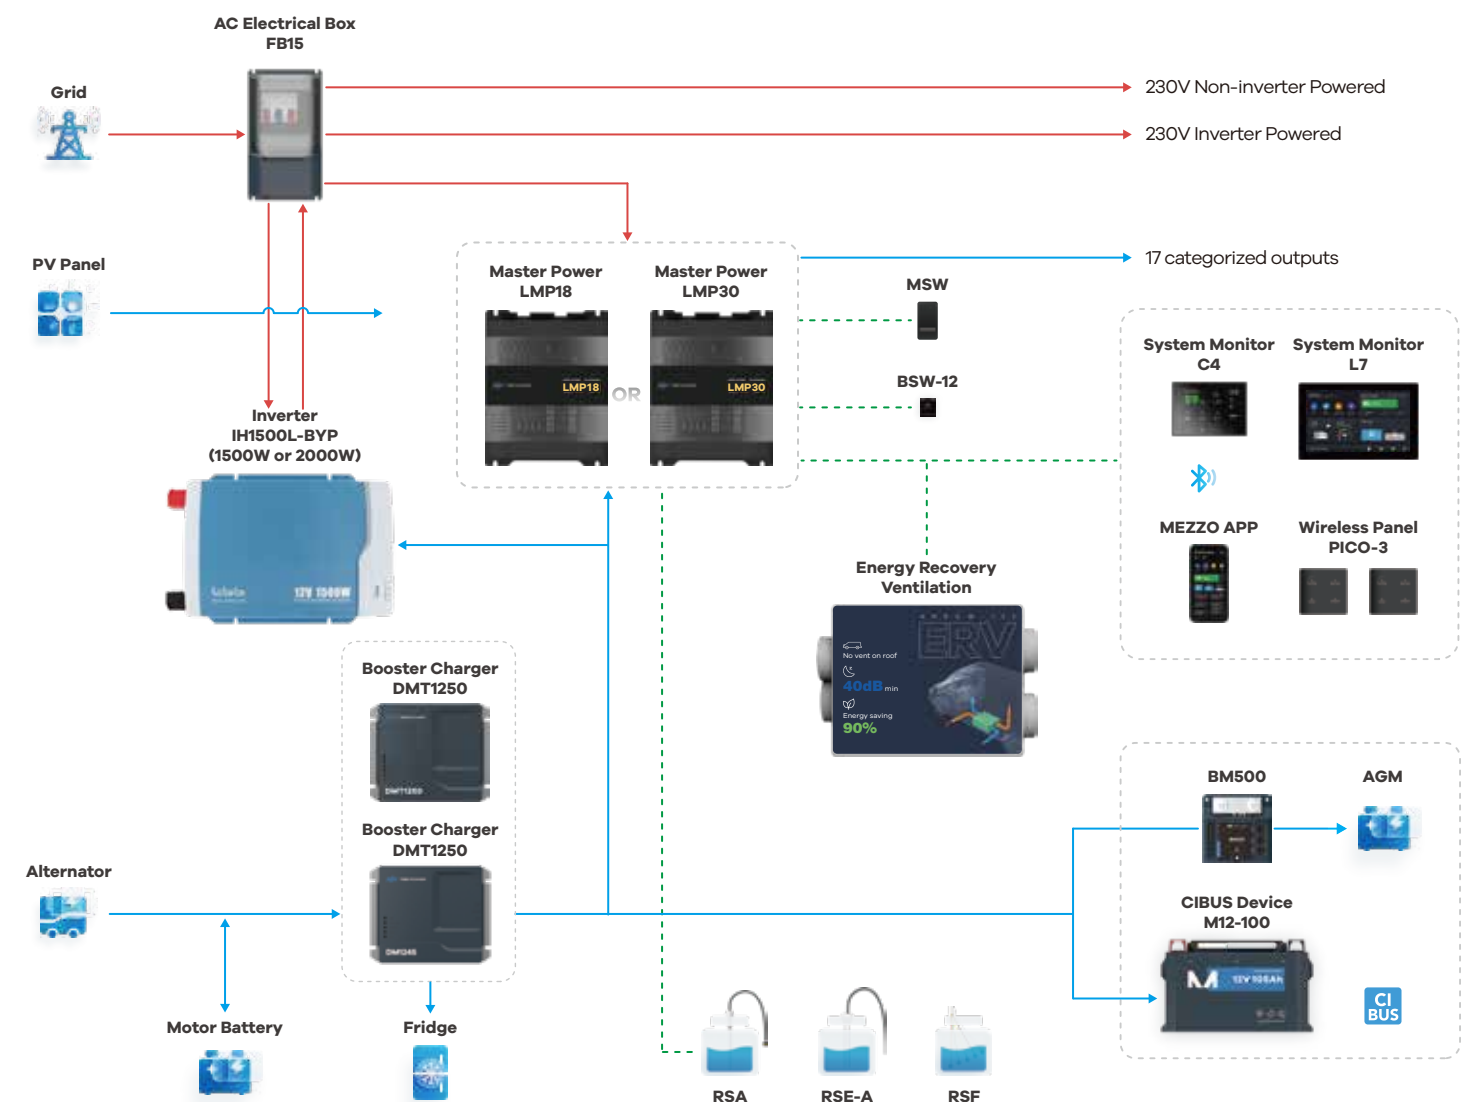 AC Electrical Box
FB15
Grid
230V Non-inverter Powered
230V Inverter Powered
PV Panel
Master Power
LMP18
Master Power
LMP30
17 categorized outputs
MSW
LMP18
OR
LMP30
BSW-12
System Monitor
C4
System Monitor
L7
Inverter
IH1500L-BYP
(1500W or 2000W)
12V 1500W
MEZZO APP
Wireless Panel
PICO-3
Energy Recovery
Ventilation
ERV
No vent on roof
40dB min
Energy saving
90%
Booster Charger
DMT1250
DMT1250
Booster Charger
DMT1250
DM1245
BM500
AGM
Alternator
CIBUS Device
M12-100
M
12V 105Ah
CI
BUS
Motor Battery
Fridge
RSA
RSE-A
RSF